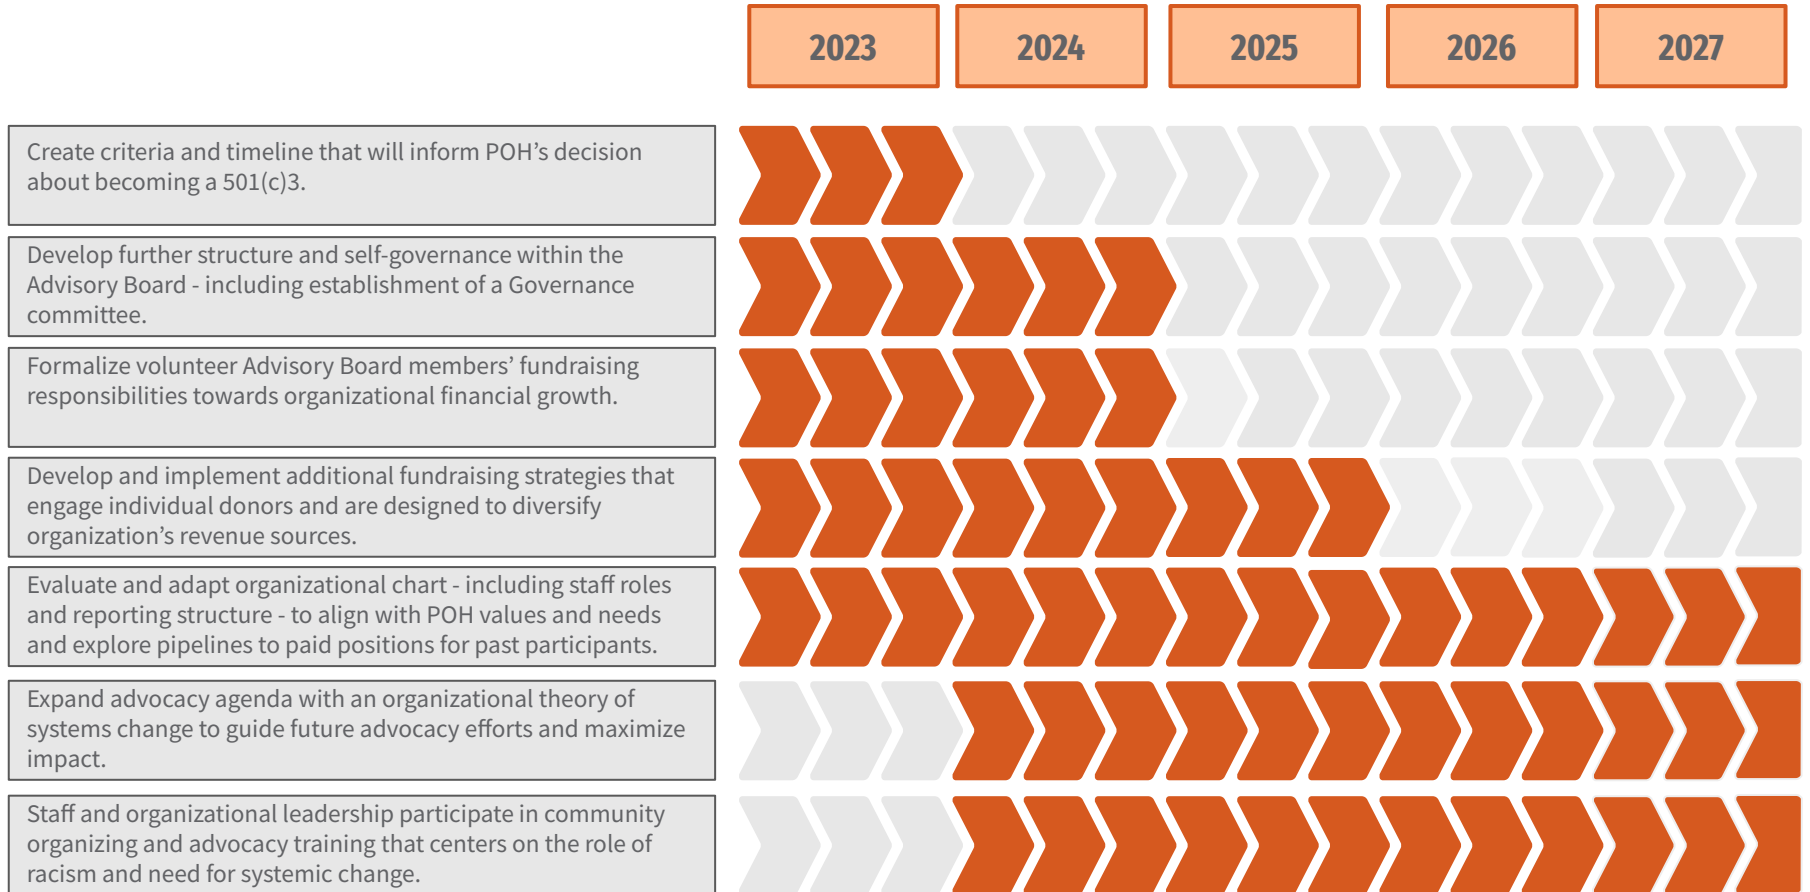 2023
2024
2025
2026
2027
Create criteria and timeline that will inform POH’s decision
about becoming a 501(c)3.
Develop further structure and self-governance within the
Advisory Board - including establishment of a Governance
committee.
Formalize volunteer Advisory Board members’ fundraising
responsibilities towards organizational financial growth.
Develop and implement additional fundraising strategies that
engage individual donors and are designed to diversify
organization’s revenue sources.
Evaluate and adapt organizational chart - including staff roles
and reporting structure - to align with POH values and needs
and explore pipelines to paid positions for past participants.
Expand advocacy agenda with an organizational theory of
systems change to guide future advocacy efforts and maximize
impact.
Staff and organizational leadership participate in community
organizing and advocacy training that centers on the role of
racism and need for systemic change.